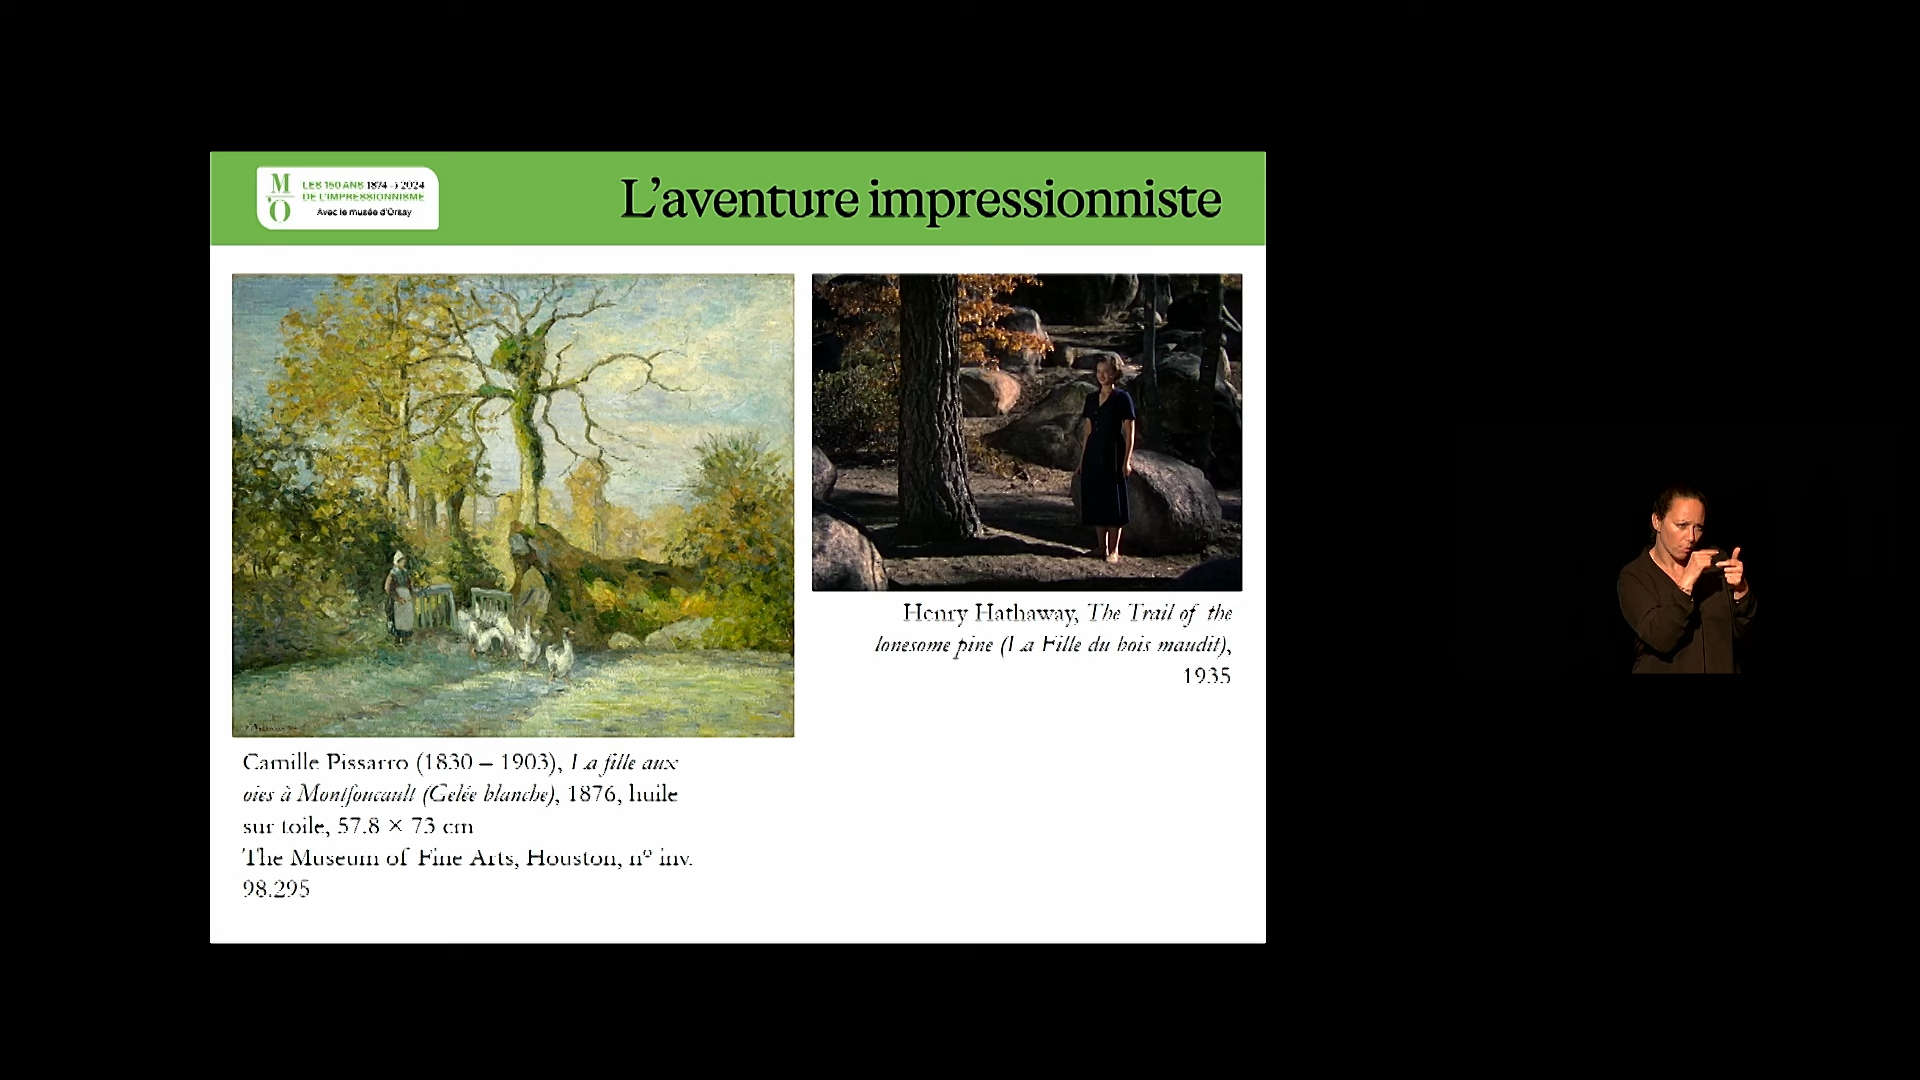 M
'O
LES 150 ANS 1874 → 2024
DE L'IMPRESSIONNISME
Avec le musée d'Orsay
L'aventure impressionniste
Henry Hathaway, The Trail of the
lonesome pine (La Fille du bois maudit),
1935
Camille Pissarro (1830 – 1903), La fille aux
oies à Montfoucault (Gelée blanche), 1876, huile
sur toile, 57.8 × 73 cm
The Museum of Fine Arts, Houston, nº inv.
98.295